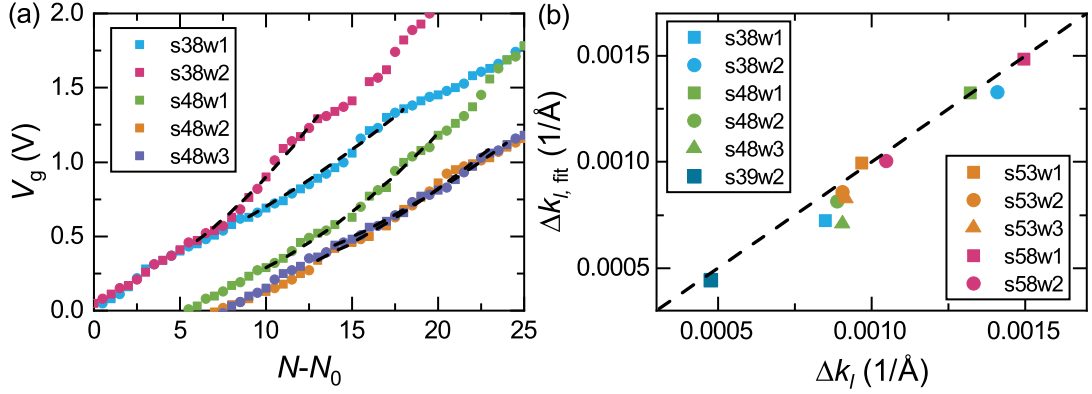 (a)
2.0
1.5
1.0
0.5
0.0
V_g (V)
s38w1
s38w2
s48w1
s48w2
s48w3
0 5 10 15 20 25
N-N_0
(b)
0.0015
0.0010
0.0005
Δk_{l, fit} (1/Å)
s38w1
s38w2
s48w1
s48w2
s48w3
s39w2
s53w1
s53w2
s53w3
s58w1
s58w2
0.0005 0.0010 0.0015
Δk_l (1/Å)